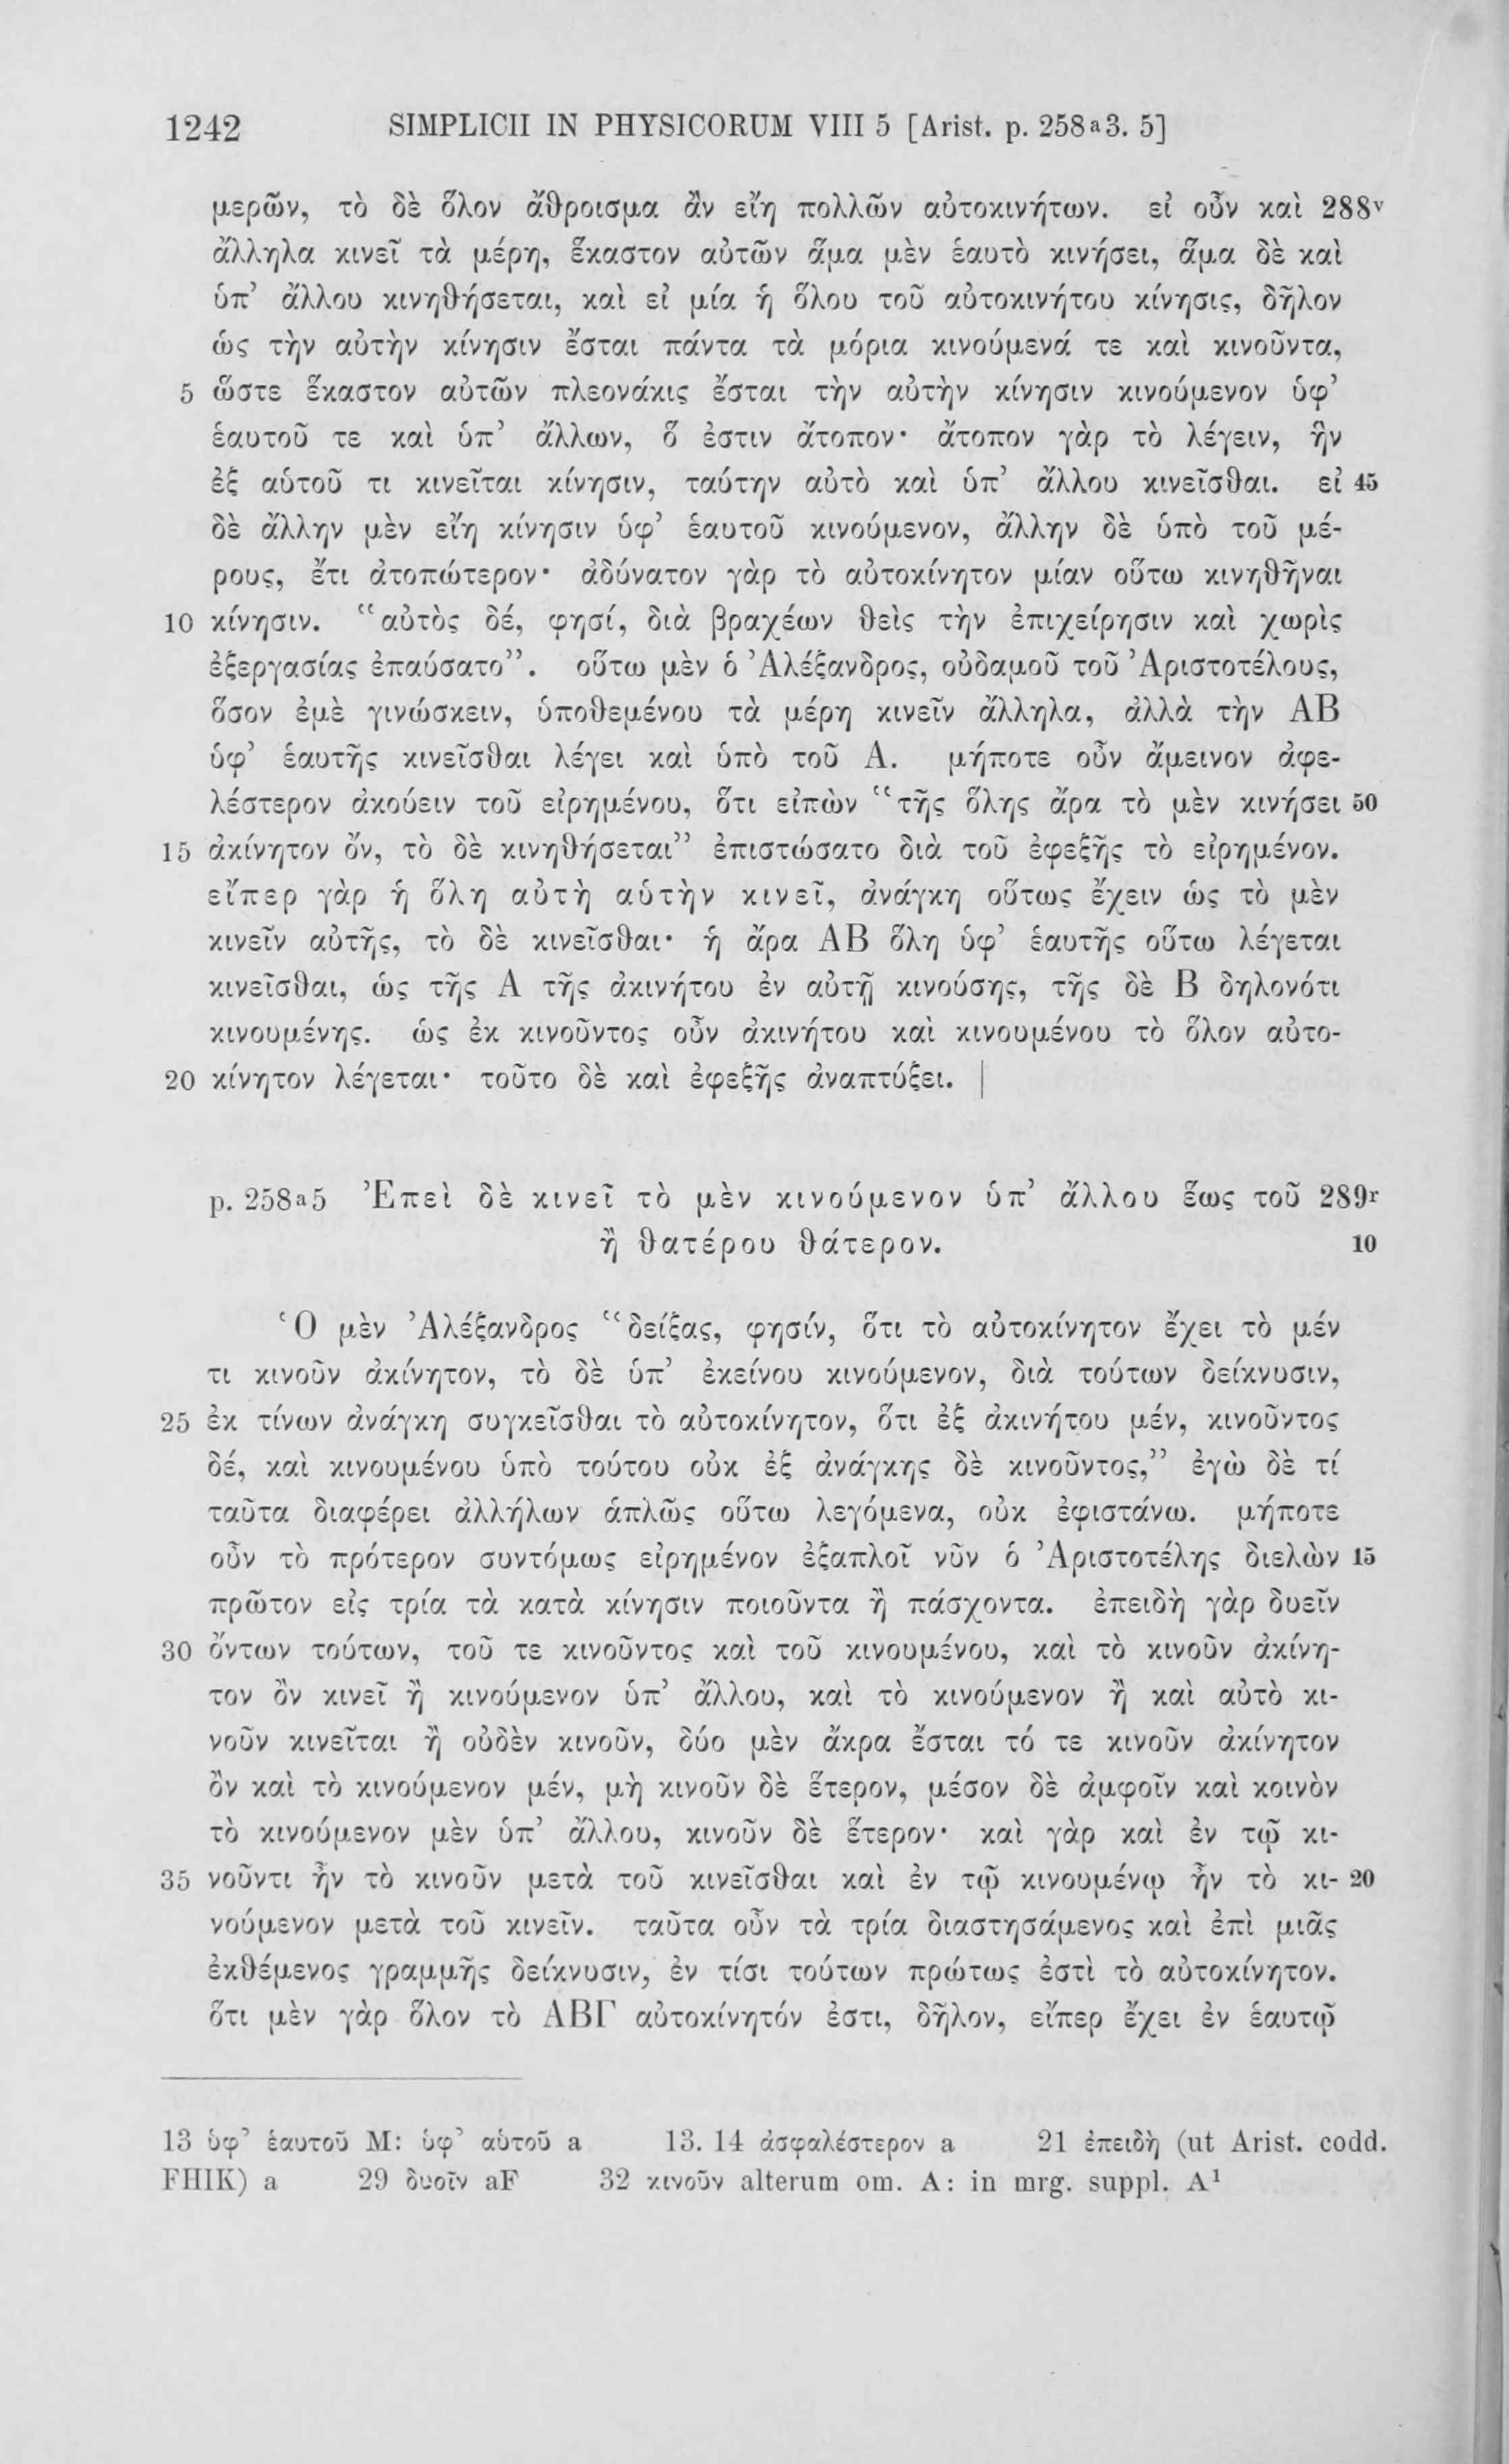 1242 SIMPLICII IN PHYSICORUM VIII 5 [Arist. p. 258ᵃ3. 5]
μερῶν, τὸ δὲ ὅλον ἄθροισμα ἂν εἴη πολλῶν αὐτοκινήτων. εἰ οὖν καὶ 288ᵛ
ἄλληλα κινεῖ τὰ μέρη, ἕκαστον αὐτῶν ἅμα μὲν ἑαυτὸ κινήσει, ἅμα δὲ καὶ
ὑπ’ ἄλλου κινηθήσεται, καὶ εἰ μία ἡ ὅλου τοῦ αὐτοκινήτου κίνησις, δῆλον
ὡς τὴν αὐτὴν κίνησιν ἔσται πάντα τὰ μόρια κινούμενά τε καὶ κινοῦντα,
5 ὥστε ἕκαστον αὐτῶν πλεονάκις ἔσται τὴν αὐτὴν κίνησιν κινούμενον ὑφ’
ἑαυτοῦ τε καὶ ὑπ’ ἄλλων, ὅ ἐστιν ἄτοπον· ἄτοπον γὰρ τὸ λέγειν, ἣν
ἐξ αὑτοῦ τι κινεῖται κίνησιν, ταύτην αὐτὸ καὶ ὑπ’ ἄλλου κινεῖσθαι. εἰ 45
δὲ ἄλλην μὲν εἴη κίνησιν ὑφ’ ἑαυτοῦ κινούμενον, ἄλλην δὲ ὑπὸ τοῦ μέ-
ρους, ἔτι ἀτοπώτερον· ἀδύνατον γὰρ τὸ αὐτοκίνητον μίαν οὕτω κινηθῆναι
10 κίνησιν. “αὐτὸς δέ, φησί, διὰ βραχέων θεὶς τὴν ἐπιχείρησιν καὶ χωρὶς
ἐξεργασίας ἐπαύσατο”. οὕτω μὲν ὁ Ἀλέξανδρος, οὐδαμοῦ τοῦ Ἀριστοτέλους,
ὅσον ἐμὲ γινώσκειν, ὑποθεμένου τὰ μέρη κινεῖν ἄλληλα, ἀλλὰ τὴν ΑΒ
ὑφ’ ἑαυτῆς κινεῖσθαι λέγει καὶ ὑπὸ τοῦ Α. μήποτε οὖν ἄμεινον ἀφε-
λέστερον ἀκούειν τοῦ εἰρημένου, ὅτι εἰπὼν “τῆς ὅλης ἄρα τὸ μὲν κινήσει 50
15 ἀκίνητον ὄν, τὸ δὲ κινηθήσεται” ἐπιστώσατο διὰ τοῦ ἐφεξῆς τὸ εἰρημένον.
εἴπερ γὰρ ἡ ὅλη αὐτὴ αὑτὴν κινεῖ, ἀνάγκη οὕτως ἔχειν ὡς τὸ μὲν
κινεῖν αὐτῆς, τὸ δὲ κινεῖσθαι· ἡ ἄρα ΑΒ ὅλη ὑφ’ ἑαυτῆς οὕτω λέγεται
κινεῖσθαι, ὡς τῆς Α τῆς ἀκινήτου ἐν αὐτῇ κινούσης, τῆς δὲ Β δηλονότι
κινουμένης. ὡς ἐκ κινοῦντος οὖν ἀκινήτου καὶ κινουμένου τὸ ὅλον αὐτο-
20 κίνητον λέγεται· τοῦτο δὲ καὶ ἐφεξῆς ἀναπτύξει. |
p. 258ᵃ5 Ἐπεὶ δὲ κινεῖ τὸ μὲν κινούμενον ὑπ’ ἄλλου ἕως τοῦ 289ʳ
ἢ θατέρου θάτερον. 10
Ὁ μὲν Ἀλέξανδρος “δείξας, φησίν, ὅτι τὸ αὐτοκίνητον ἔχει τὸ μέν
τι κινοῦν ἀκίνητον, τὸ δὲ ὑπ’ ἐκείνου κινούμενον, διὰ τούτων δείκνυσιν,
25 ἐκ τίνων ἀνάγκη συγκεῖσθαι τὸ αὐτοκίνητον, ὅτι ἐξ ἀκινήτου μέν, κινοῦντος
δέ, καὶ κινουμένου ὑπὸ τούτου οὐκ ἐξ ἀνάγκης δὲ κινοῦντος,” ἐγὼ δὲ τί
ταῦτα διαφέρει ἀλλήλων ἁπλῶς οὕτω λεγόμενα, οὐκ ἐφιστάνω. μήποτε
οὖν τὸ πρότερον συντόμως εἰρημένον ἐξαπλοῖ νῦν ὁ Ἀριστοτέλης διελὼν 15
πρῶτον εἰς τρία τὰ κατὰ κίνησιν ποιοῦντα ἢ πάσχοντα. ἐπειδὴ γὰρ δυεῖν
30 ὄντων τούτων, τοῦ τε κινοῦντος καὶ τοῦ κινουμένου, καὶ τὸ κινοῦν ἀκίνη-
τον ὂν κινεῖ ἢ κινούμενον ὑπ’ ἄλλου, καὶ τὸ κινούμενον ἢ καὶ αὐτὸ κι-
νοῦν κινεῖται ἢ οὐδὲν κινοῦν, δύο μὲν ἄκρα ἔσται τό τε κινοῦν ἀκίνητον
ὂν καὶ τὸ κινούμενον μέν, μὴ κινοῦν δὲ ἕτερον, μέσον δὲ ἀμφοῖν καὶ κοινὸν
τὸ κινούμενον μὲν ὑπ’ ἄλλου, κινοῦν δὲ ἕτερον· καὶ γὰρ καὶ ἐν τῷ κι-
35 νοῦντι ἦν τὸ κινοῦν μετὰ τοῦ κινεῖσθαι καὶ ἐν τῷ κινουμένῳ ἦν τὸ κι- 20
νούμενον μετὰ τοῦ κινεῖν. ταῦτα οὖν τὰ τρία διαστησάμενος καὶ ἐπὶ μιᾶς
ἐκθέμενος γραμμῆς δείκνυσιν, ἐν τίσι τούτων πρώτως ἐστὶ τὸ αὐτοκίνητον.
ὅτι μὲν γὰρ ὅλον τὸ ΑΒΓ αὐτοκίνητόν ἐστι, δῆλον, εἴπερ ἔχει ἐν ἑαυτῷ
13 ὑφ’ ἑαυτοῦ M: ὑφ’ αὑτοῦ a 13. 14 ἀσφαλέστερον a 21 ἐπειδὴ (ut Arist. codd.
FHIK) a 29 δυοῖν aF 32 κινοῦν alterum om. A: in mrg. suppl. A¹